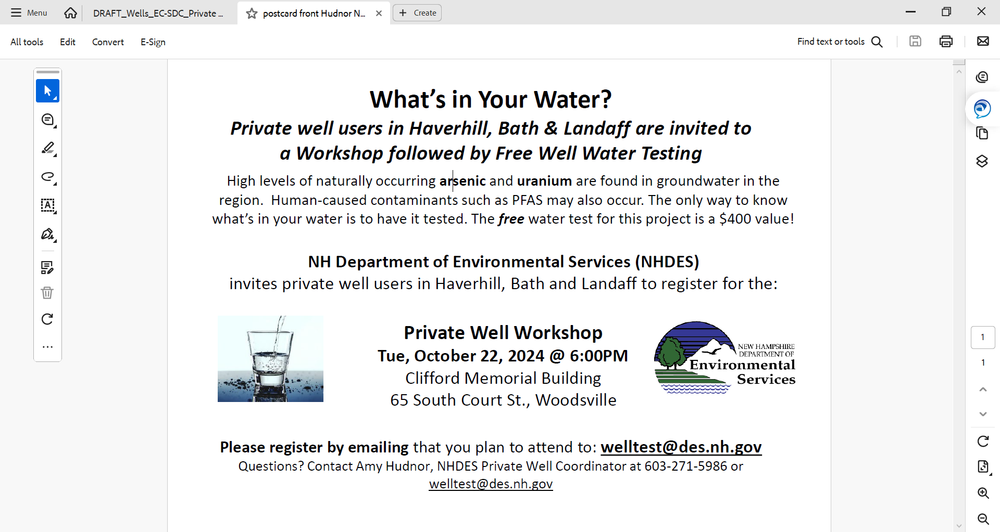 Menu
DRAFT_Wells_EC-SDC_Private ...
postcard front Hudnor N...
Create
All tools
Edit
Convert
E-Sign
Find text or tools
What's in Your Water?
Private well users in Haverhill, Bath & Landaff are invited to
a Workshop followed by Free Well Water Testing
High levels of naturally occurring arsenic and uranium are found in groundwater in the
region.  Human-caused contaminants such as PFAS may also occur. The only way to know
what's in your water is to have it tested. The free water test for this project is a $400 value!
NH Department of Environmental Services (NHDES)
invites private well users in Haverhill, Bath and Landaff to register for the:
Private Well Workshop
Tue, October 22, 2024 @ 6:00PM
Clifford Memorial Building
65 South Court St., Woodsville
NEW HAMPSHIRE
DEPARTMENT OF
Environmental
Services
Please register by emailing that you plan to attend to: welltest@des.nh.gov
Questions? Contact Amy Hudnor, NHDES Private Well Coordinator at 603-271-5986 or
welltest@des.nh.gov
1
1